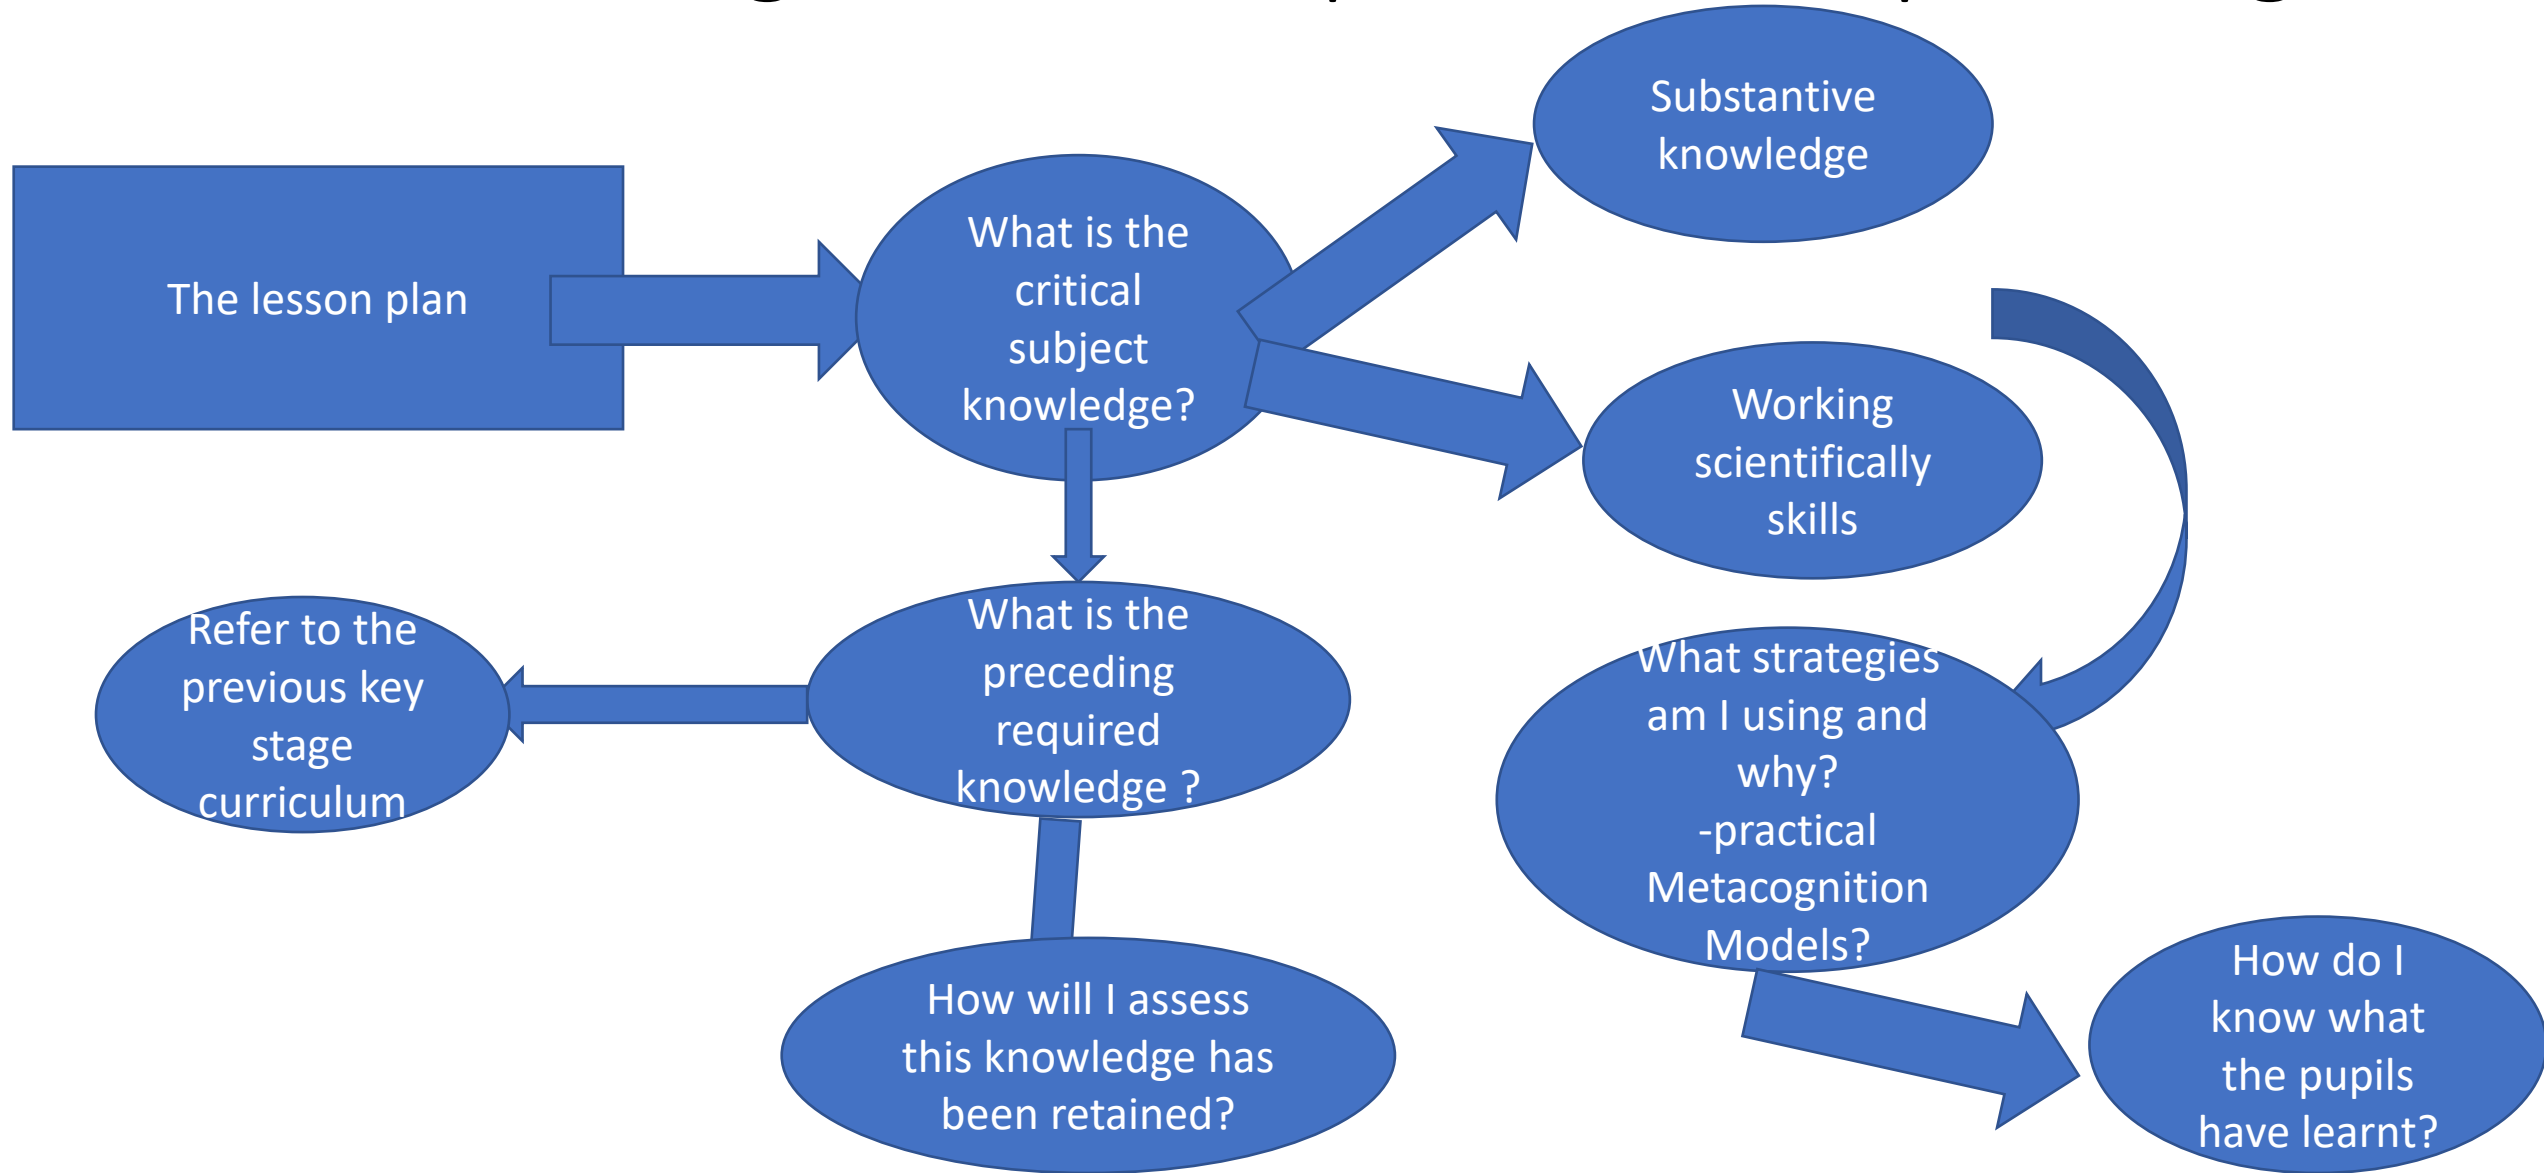 The lesson plan
What is the
critical
subject
knowledge?
Substantive
knowledge
Working
scientifically
skills
What is the
preceding
required
knowledge ?
Refer to the
previous key
stage
curriculum
How will I assess
this knowledge has
been retained?
What strategies
am I using and
why?
-practical
Metacognition
Models?
How do I
know what
the pupils
have learnt?